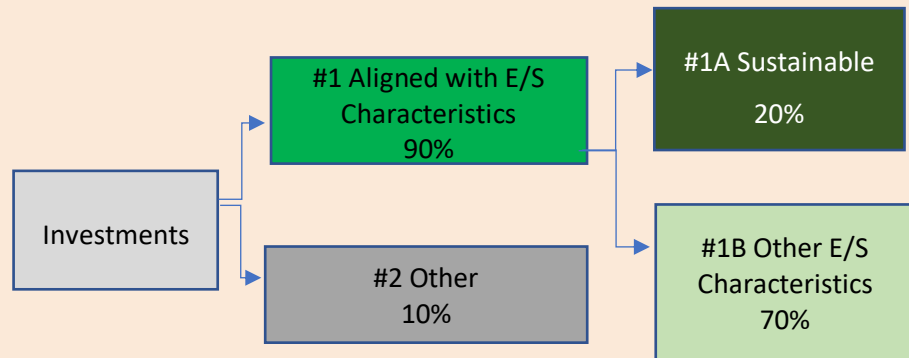 Investments
#1 Aligned with E/S
Characteristics
90%
#2 Other
10%
#1A Sustainable
20%
#1B Other E/S
Characteristics
70%